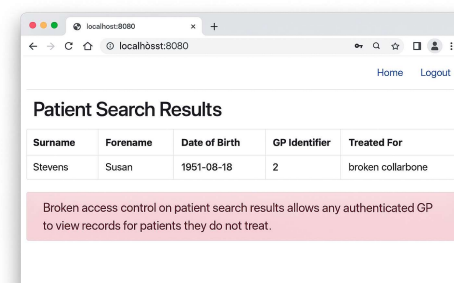 localhost:8080
localhòsst:8080
Home Logout
Patient Search Results
Surname Forename Date of Birth GP Identifier Treated For
Stevens Susan 1951-08-18 2 broken collarbone
Broken access control on patient search results allows any authenticated GP
to view records for patients they do not treat.